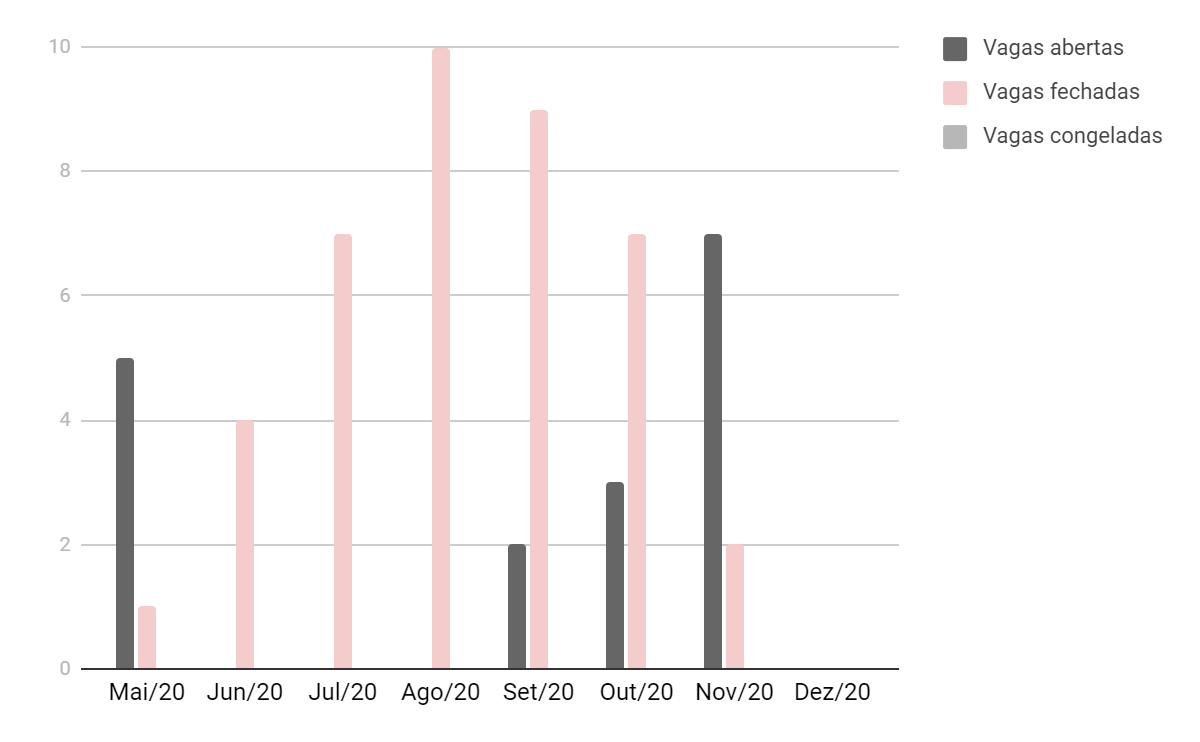 10
8
6
4
2
0
Mai/20 Jun/20 Jul/20 Ago/20 Set/20 Out/20 Nov/20 Dez/20
Vagas abertas
Vagas fechadas
Vagas congeladas